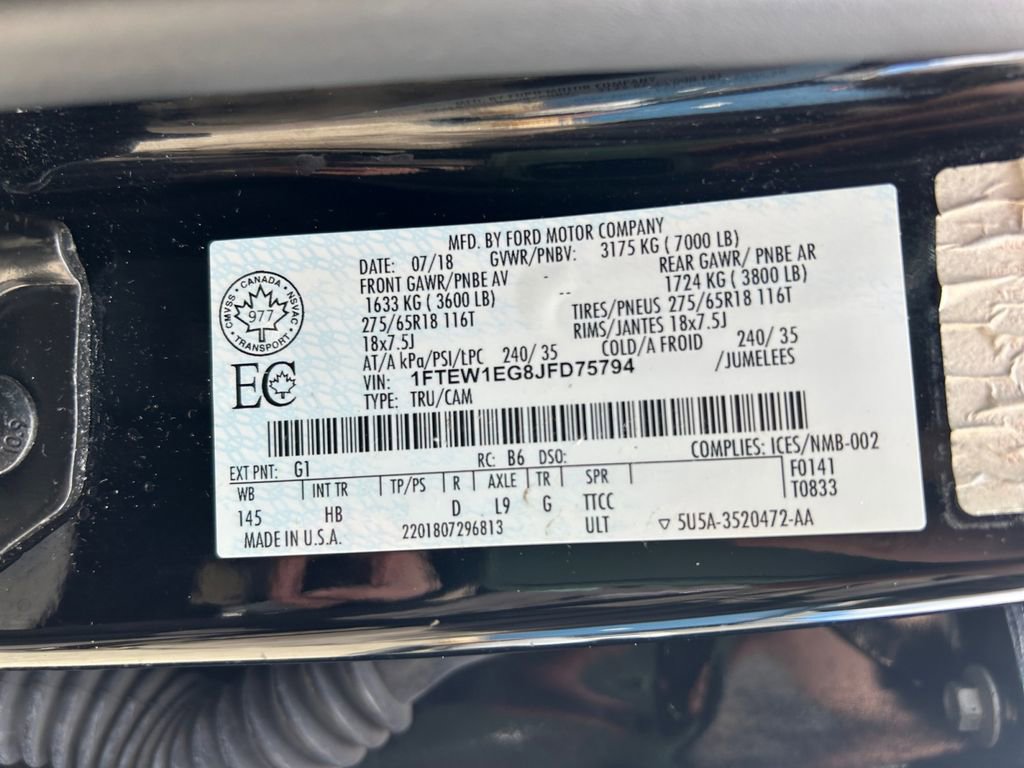 MFD. BY FORD MOTOR COMPANY
DATE: 07/18 GVWR/PNBV: 3175 KG ( 7000 LB)
FRONT GAWR/PNBE AV REAR GAWR/ PNBE AR
1633 KG ( 3600 LB) -- 1724 KG ( 3800 LB)
275/65R18 116T TIRES/PNEUS 275/65R18 116T
18x7.5J RIMS/JANTES 18x7.5J
AT/A kPa/PSI/LPC 240/ 35 COLD/A FROID 240/ 35
VIN: 1FTEW1EG8JFD75794 /JUMELEES
TYPE: TRU/CAM
CANADA
CMVSS NSVAC
977
TRANSPORT
EC
COMPLIES: ICES/NMB-002
EXT PNT: G1 RC: B6 DSO:
WB INT TR TP/PS R AXLE TR SPR F0141
145 HB D L9 G TTCC T0833
MADE IN U.S.A. 2201807296813 ULT ▽ 5U5A-3520472-AA
10.9